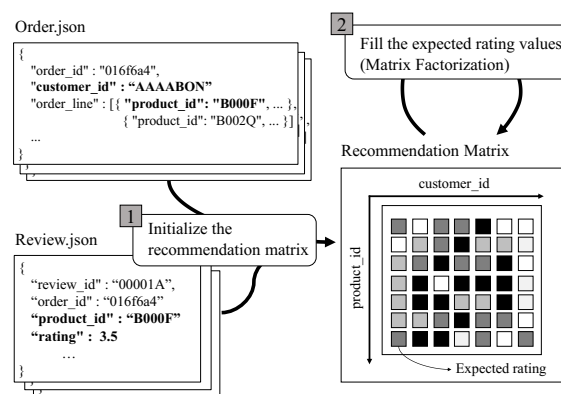 Order.json
{
"order_id" : "016f6a4",
"customer_id" : “AAAABON”
"order_line" : [{ "product_id": "B000F", ... },
{ "product_id": "B002Q", ... }] ,
...
}
}
}
2
Fill the expected rating values
(Matrix Factorization)
Recommendation Matrix
customer_id
product_id
Expected rating
1
Initialize the
recommendation matrix
Review.json
{
“review_id" : “00001A”,
“order_id" : “016f6a4”
“product_id" : “B000F”
“rating" : 3.5
...
}
}
}